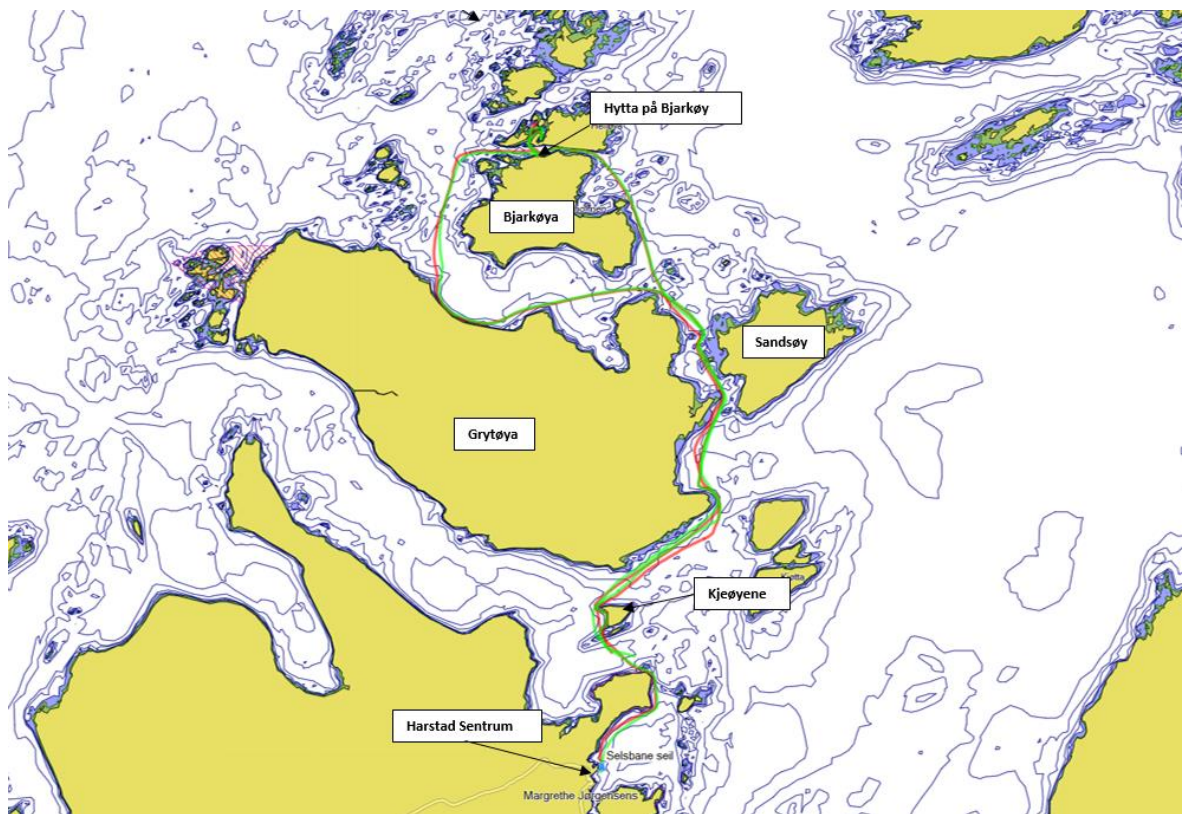 Hytta på Bjarkøy
Bjarkøya
Sandsøy
Grytøya
Kjeøyene
Harstad Sentrum
Selsbane seil
Margrethe Jørgensens